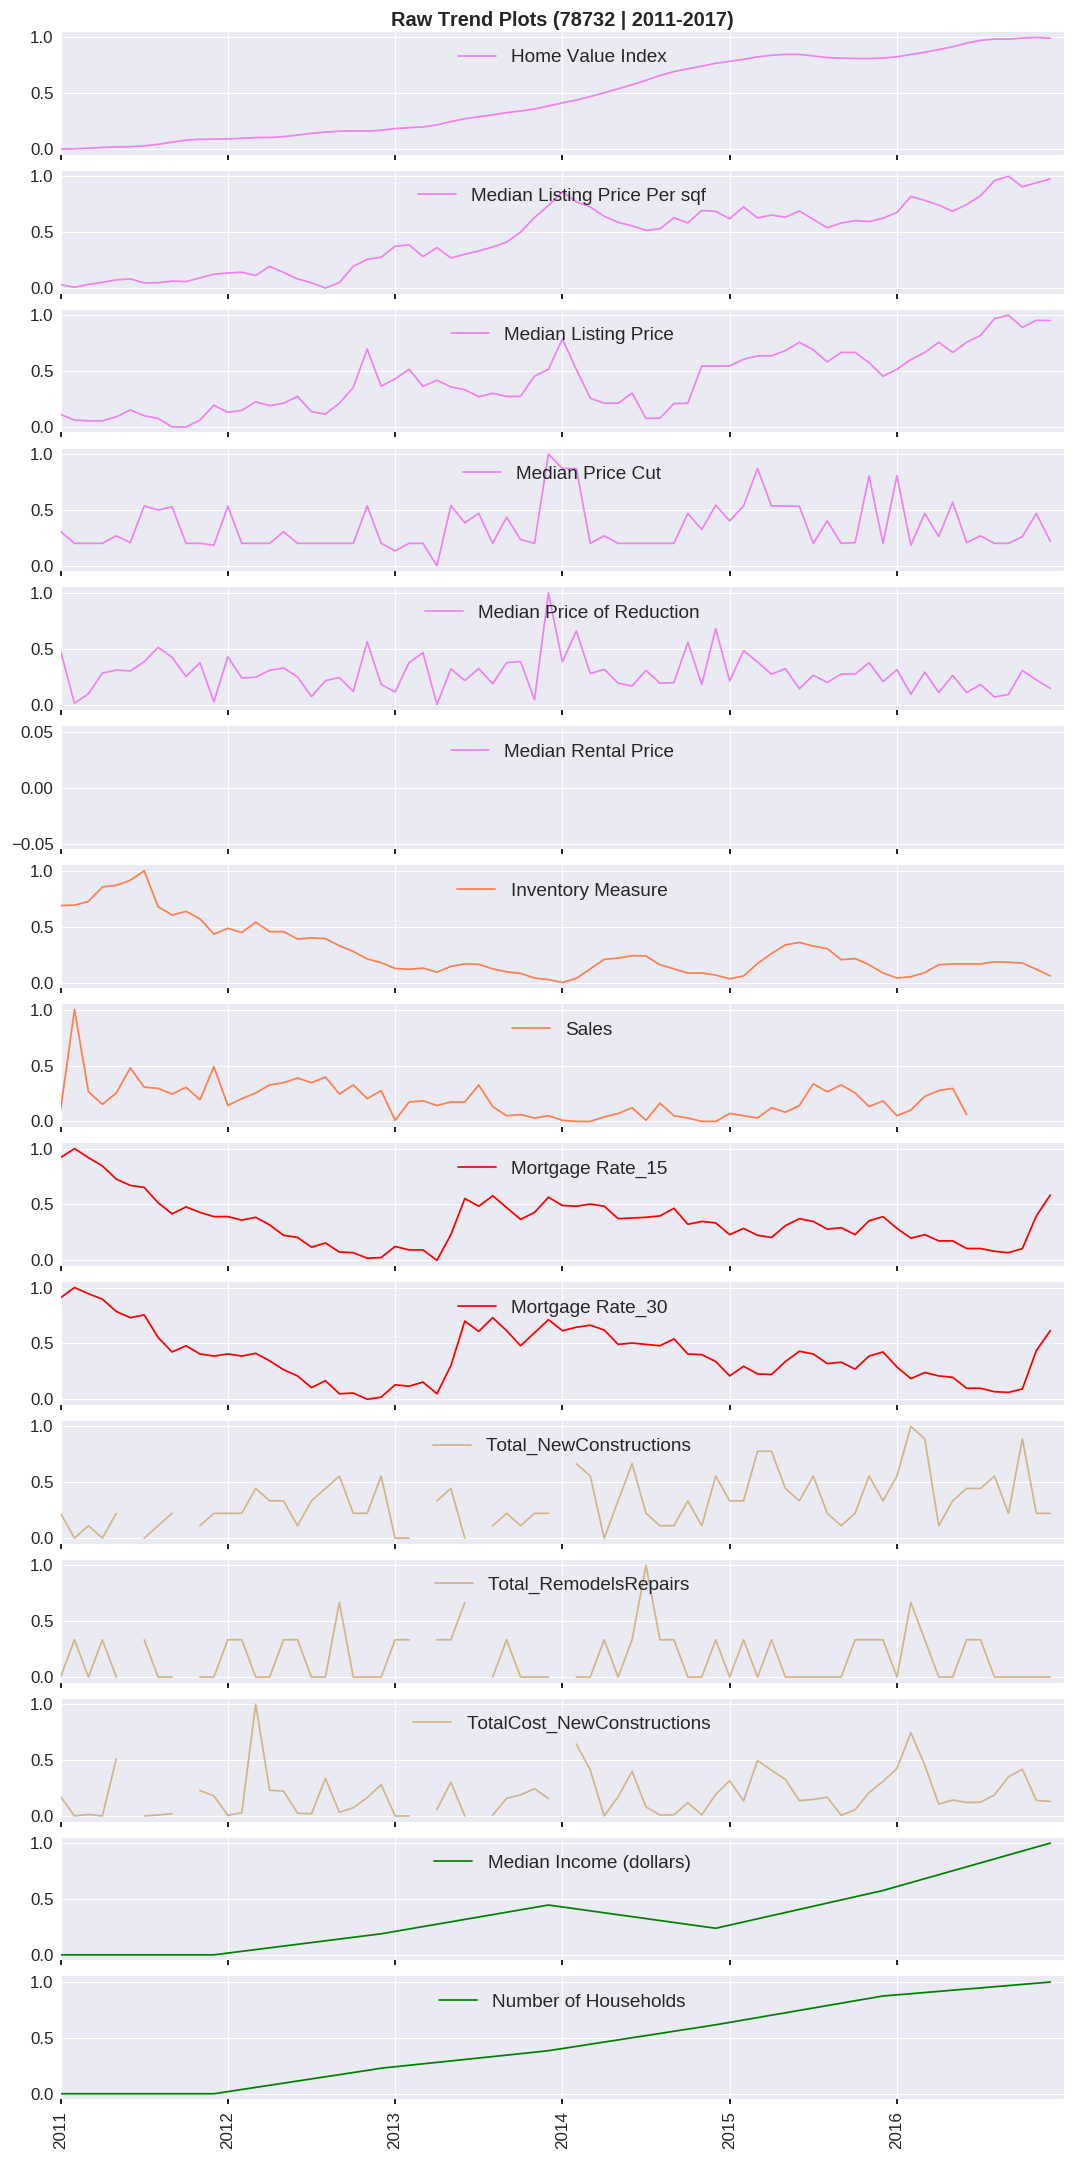 Raw Trend Plots (78732 | 2011-2017)
1.0
Home Value Index
0.5
0.0
1.0
Median Listing Price Per sqf
0.5
0.0
1.0
Median Listing Price
0.5
0.0
1.0
Median Price Cut
0.5
0.0
1.0
Median Price of Reduction
0.5
0.0
0.05
Median Rental Price
0.00
−0.05
1.0
Inventory Measure
0.5
0.0
1.0
Sales
0.5
0.0
1.0
Mortgage Rate_15
0.5
0.0
1.0
Mortgage Rate_30
0.5
0.0
1.0
Total_NewConstructions
0.5
0.0
1.0
Total_RemodelsRepairs
0.5
0.0
1.0
TotalCost_NewConstructions
0.5
0.0
1.0
Median Income (dollars)
0.5
0.0
1.0
Number of Households
0.5
0.0
2011 2012 2013 2014 2015 2016